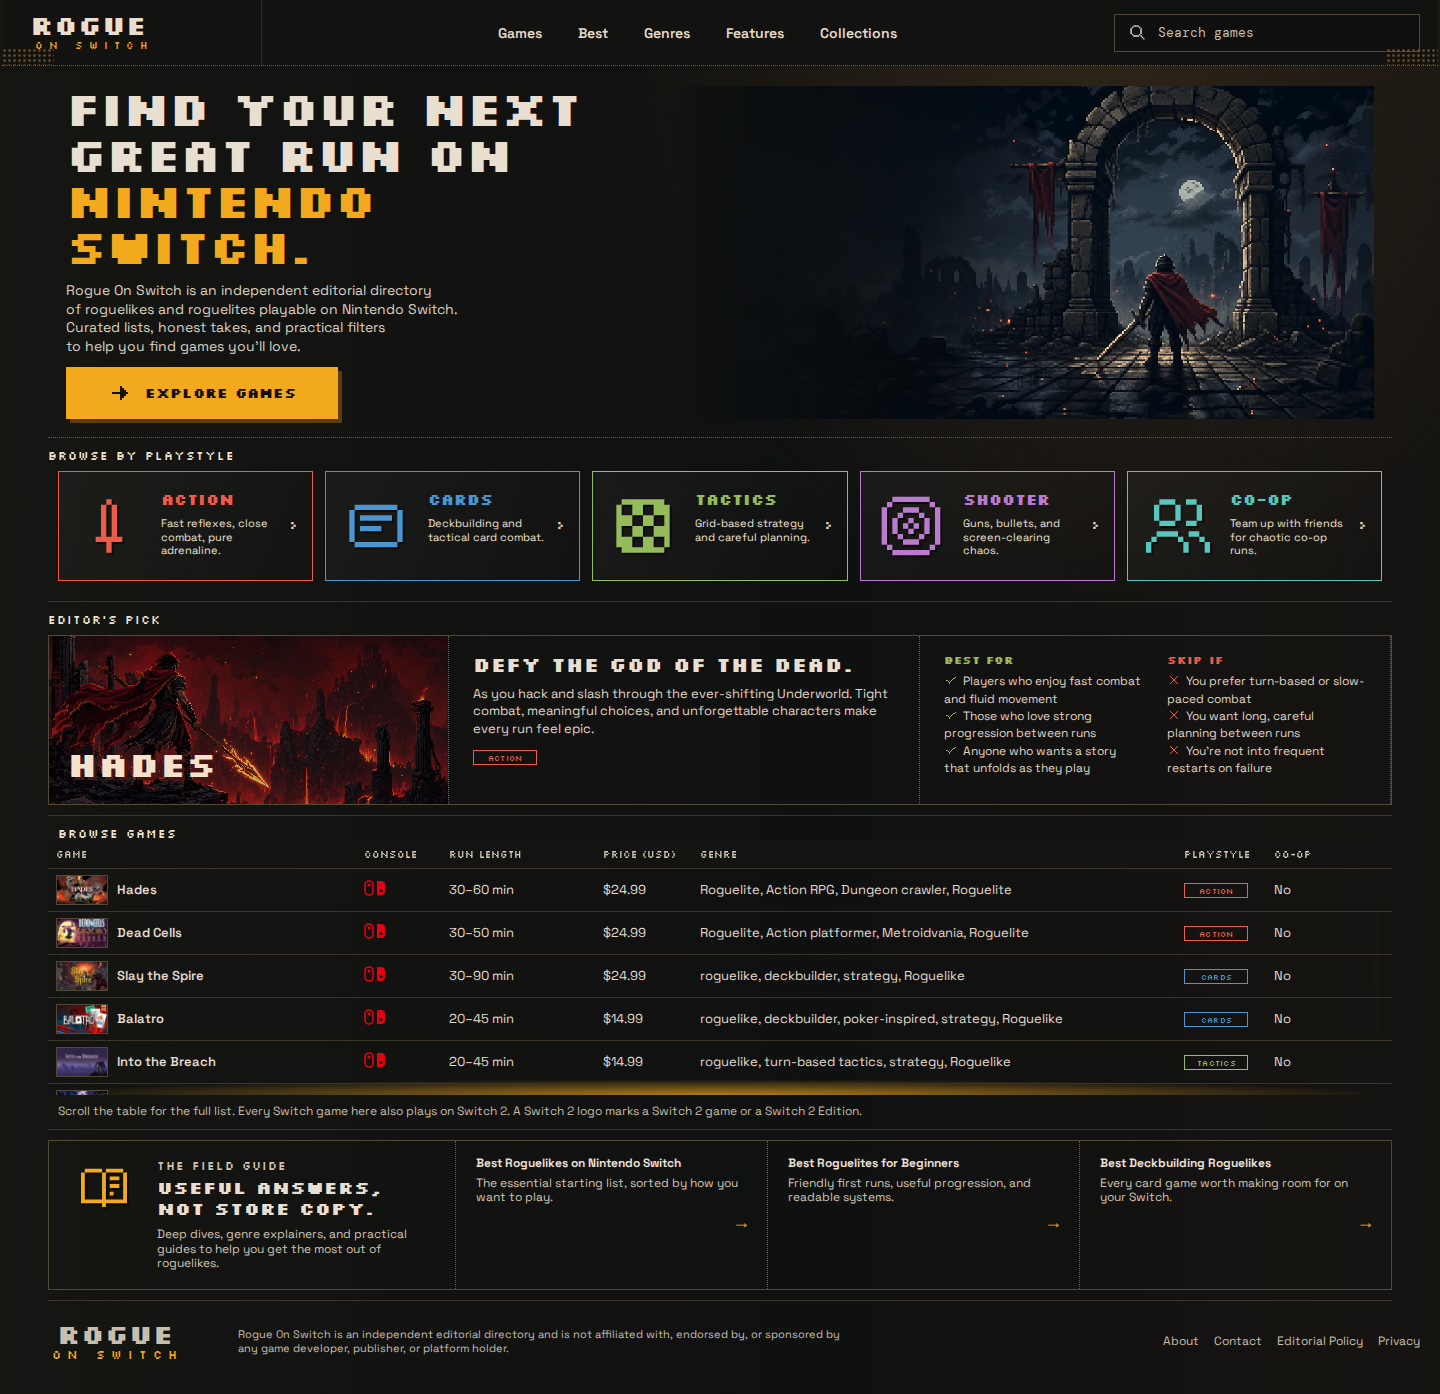 ROGUE
ON SWITCH
Games Best Genres Features Collections
Search games
FIND YOUR NEXT
GREAT RUN ON
NINTENDO
SWITCH.
Rogue On Switch is an independent editorial directory
of roguelikes and roguelites playable on Nintendo Switch.
Curated lists, honest takes, and practical filters
to help you find games you'll love.
EXPLORE GAMES
BROWSE BY PLAYSTYLE
ACTION
Fast reflexes, close
combat, pure
adrenaline.
CARDS
Deckbuilding and
tactical card combat.
TACTICS
Grid-based strategy
and careful planning.
SHOOTER
Guns, bullets, and
screen-clearing
chaos.
CO-OP
Team up with friends
for chaotic co-op
runs.
EDITOR'S PICK
HADES
DEFY THE GOD OF THE DEAD.
As you hack and slash through the ever-shifting Underworld. Tight
combat, meaningful choices, and unforgettable characters make
every run feel epic.
ACTION
BEST FOR
Players who enjoy fast combat
and fluid movement
Those who love strong
progression between runs
Anyone who wants a story
that unfolds as they play
SKIP IF
You prefer turn-based or slow-
paced combat
You want long, careful
planning between runs
You're not into frequent
restarts on failure
BROWSE GAMES
GAME CONSOLE RUN LENGTH PRICE (USD) GENRE PLAYSTYLE CO-OP
HADES Hades 30–60 min $24.99 Roguelite, Action RPG, Dungeon crawler, Roguelite ACTION No
DEAD CELLS Dead Cells 30–50 min $24.99 Roguelite, Action platformer, Metroidvania, Roguelite ACTION No
Slay the Spire Slay the Spire 30–90 min $24.99 roguelike, deckbuilder, strategy, Roguelike CARDS No
BALATRO Balatro 20–45 min $14.99 roguelike, deckbuilder, poker-inspired, strategy, Roguelike CARDS No
INTO THE BREACH Into the Breach 20–45 min $14.99 roguelike, turn-based tactics, strategy, Roguelike TACTICS No
Scroll the table for the full list. Every Switch game here also plays on Switch 2. A Switch 2 logo marks a Switch 2 game or a Switch 2 Edition.
THE FIELD GUIDE
USEFUL ANSWERS,
NOT STORE COPY.
Deep dives, genre explainers, and practical
guides to help you get the most out of
roguelikes.
Best Roguelikes on Nintendo Switch
The essential starting list, sorted by how you
want to play.
→
Best Roguelites for Beginners
Friendly first runs, useful progression, and
readable systems.
→
Best Deckbuilding Roguelikes
Every card game worth making room for on
your Switch.
→
ROGUE
ON SWITCH
Rogue On Switch is an independent editorial directory and is not affiliated with, endorsed by, or sponsored by
any game developer, publisher, or platform holder.
About Contact Editorial Policy Privacy